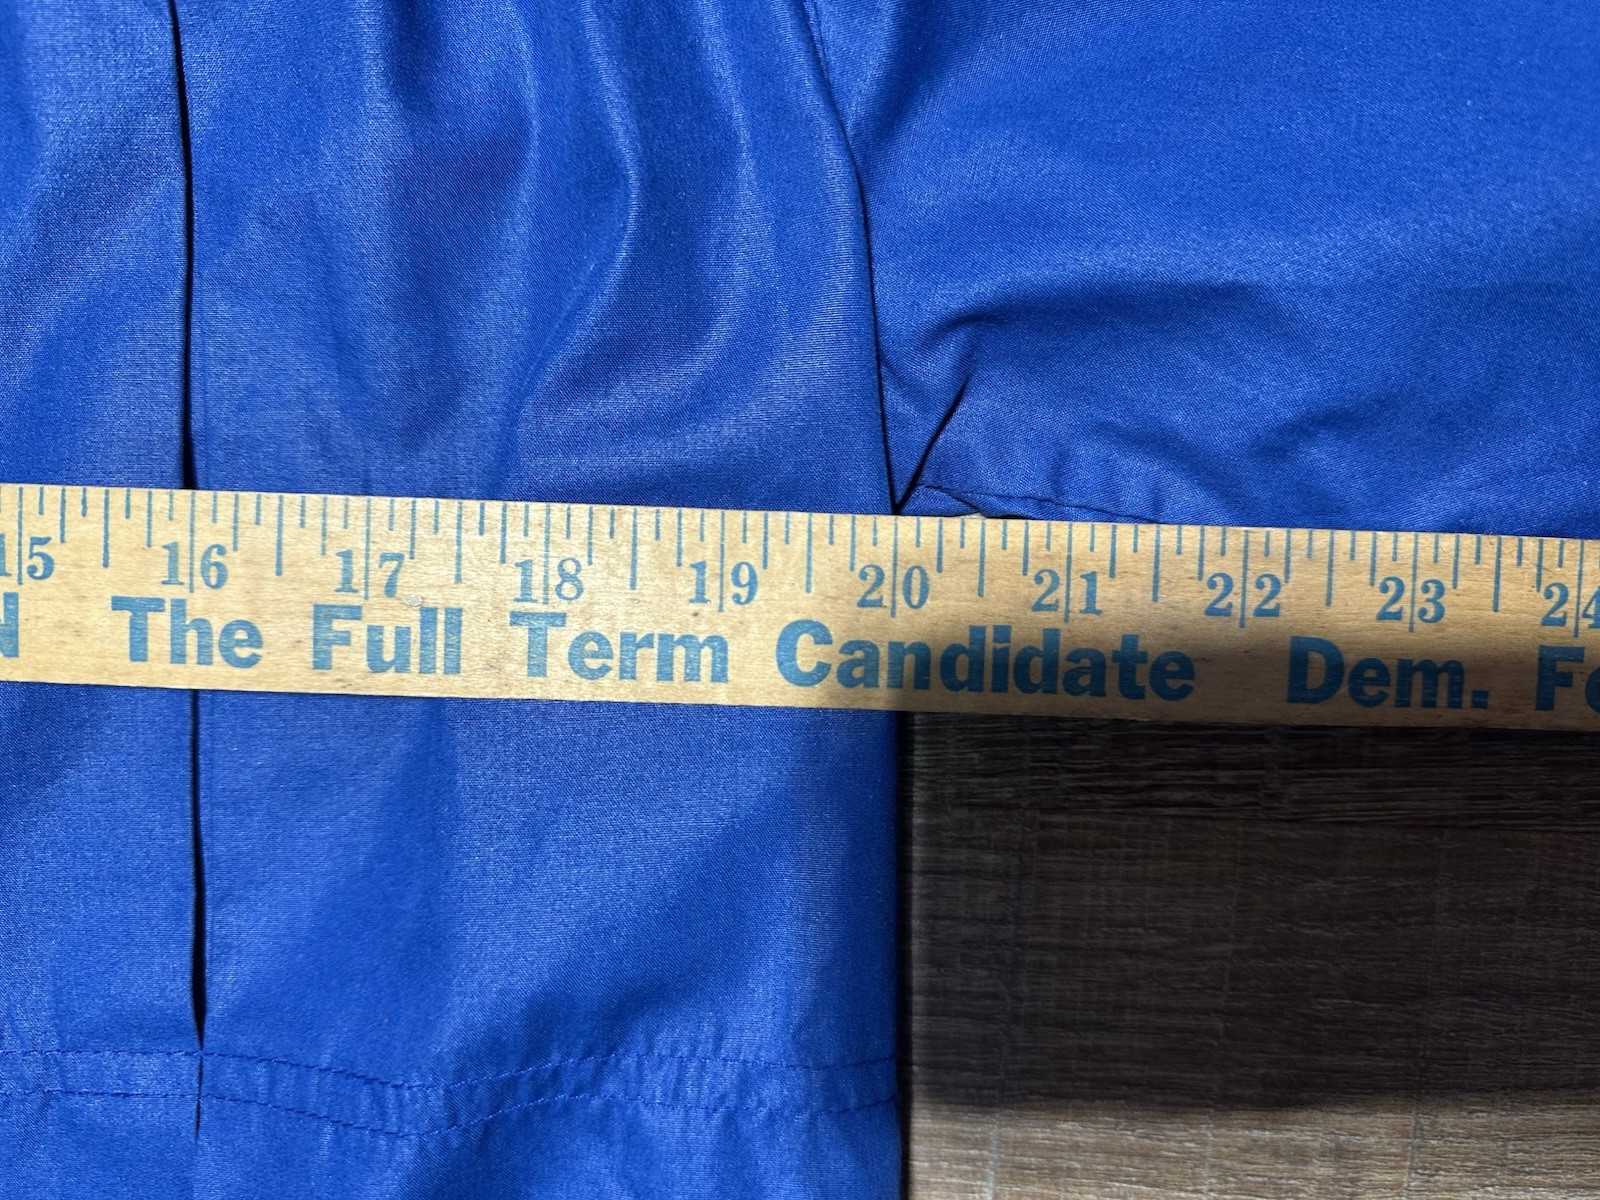 15 16 17 18 19 20 21 22 23 24
The Full Term Candidate Dem.